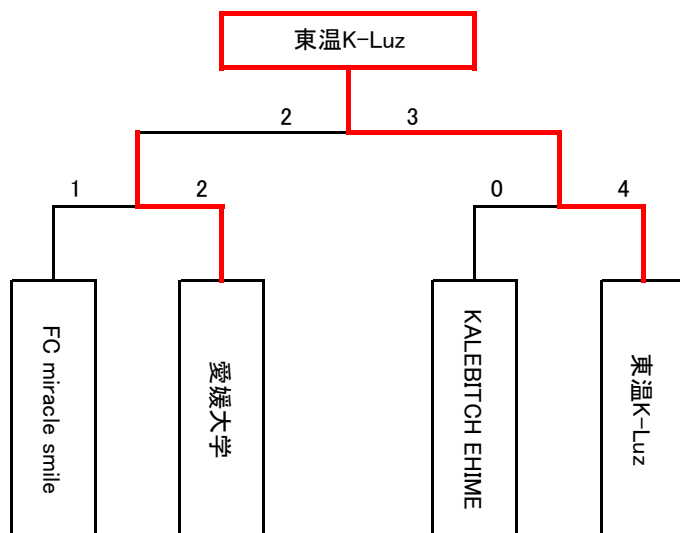 東温K-Luz
2
3
1
2
0
4
FC miracle smile
愛媛大学
KALEBITCH EHIME
東温K-Luz